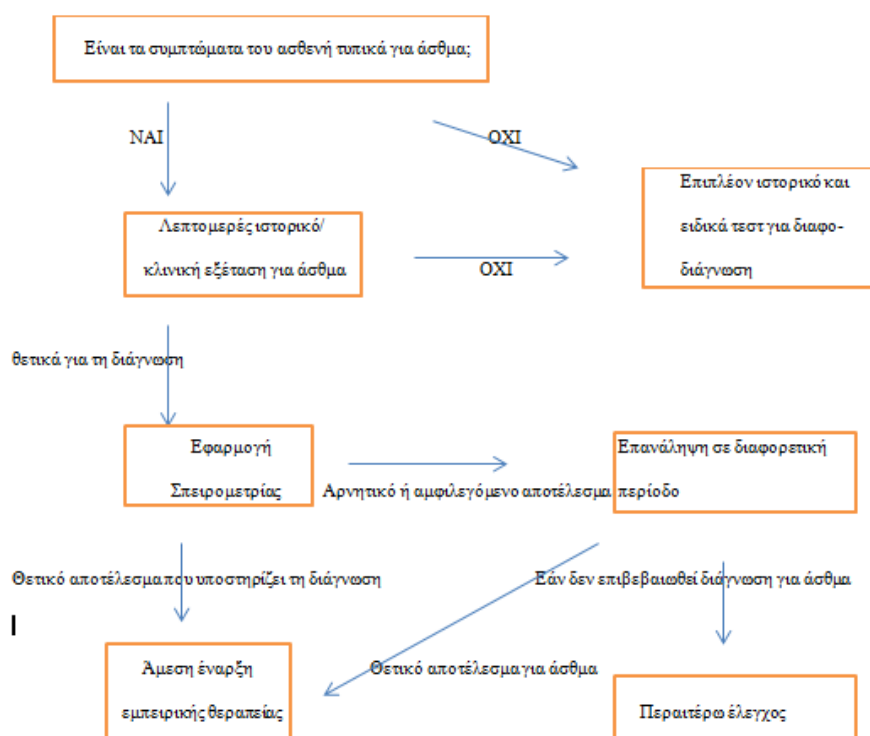 Είναι τα συμπτώματα του ασθενή τυπικά για άσθμα;
ΝΑΙ
ΟΧΙ
Επιπλέον ιστορικό και
ειδικά τεστ για διαφο-
διάγνωση
Λεπτομερές ιστορικό/
κλινική εξέταση για άσθμα
ΟΧΙ
θετικά για τη διάγνωση
Εφαρμογή
Σπειρομετρίας
Αρνητικό ή αμφιλεγόμενο αποτέλεσμα
Επανάληψη σε διαφορετική
περίοδο
Θετικό αποτέλεσμα που υποστηρίζει τη διάγνωση
Εάν δεν επιβεβαιωθεί διάγνωση για άσθμα
Άμεση έναρξη
εμπειρικής θεραπείας
Θετικό αποτέλεσμα για άσθμα
Περαιτέρω έλεγχος